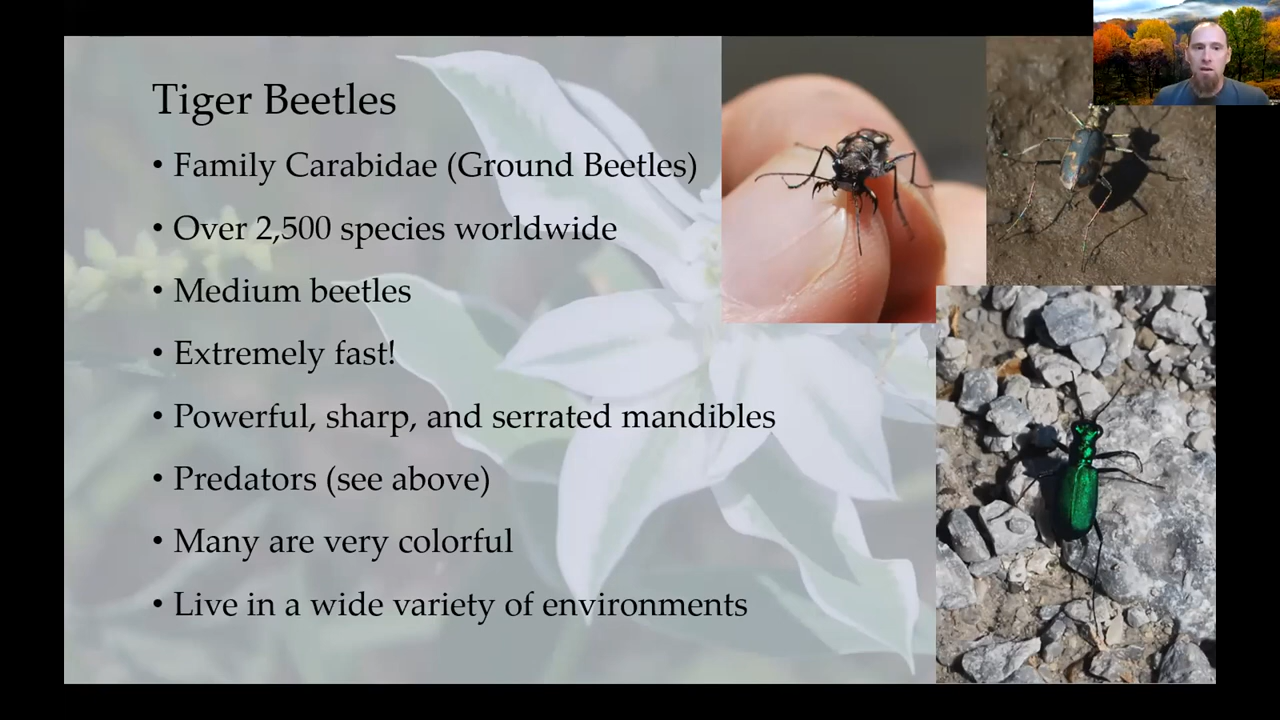 Tiger Beetles
• Family Carabidae (Ground Beetles)
• Over 2,500 species worldwide
• Medium beetles
• Extremely fast!
• Powerful, sharp, and serrated mandibles
• Predators (see above)
• Many are very colorful
• Live in a wide variety of environments